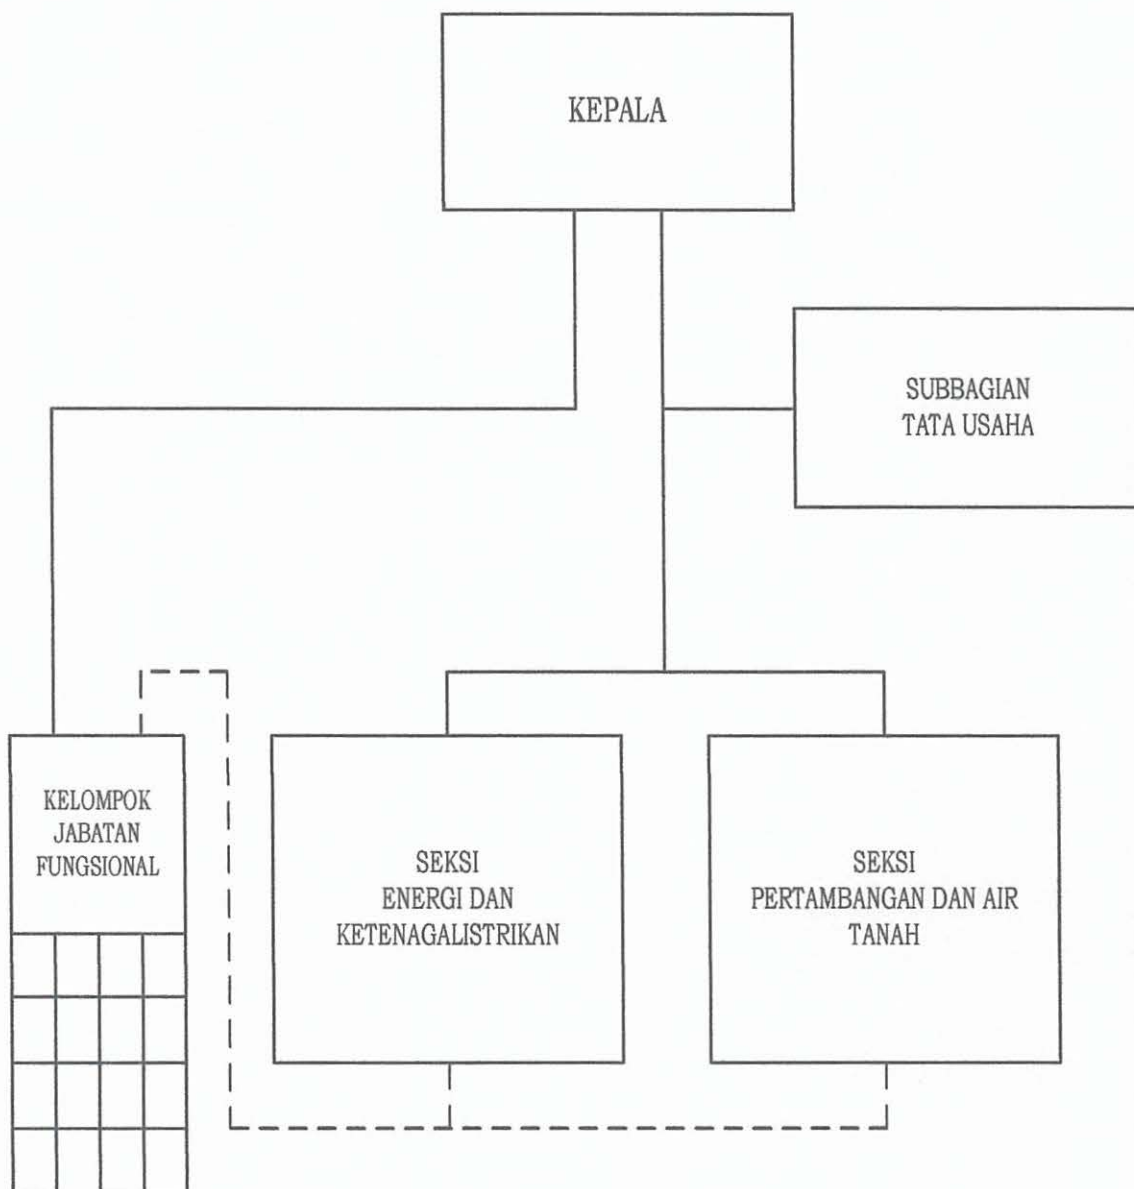 KEPALA
SUBBAGIAN
TATA USAHA
KELOMPOK
JABATAN
FUNGSIONAL
SEKSI
ENERGI DAN
KETENAGALISTRIKAN
SEKSI
PERTAMBANGAN DAN AIR
TANAH